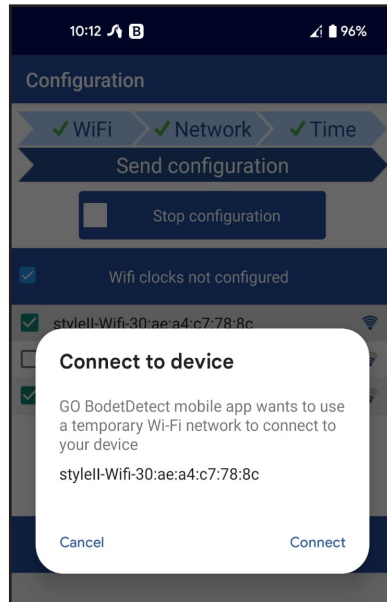 10:12 B 96%
Configuration
WiFi Network Time
Send configuration
Stop configuration
Wifi clocks not configured
styleII-Wifi-30:ae:a4:c7:78:8c
Connect to device
GO BodetDetect mobile app wants to use
a temporary Wi-Fi network to connect to
your device
styleII-Wifi-30:ae:a4:c7:78:8c
Cancel Connect